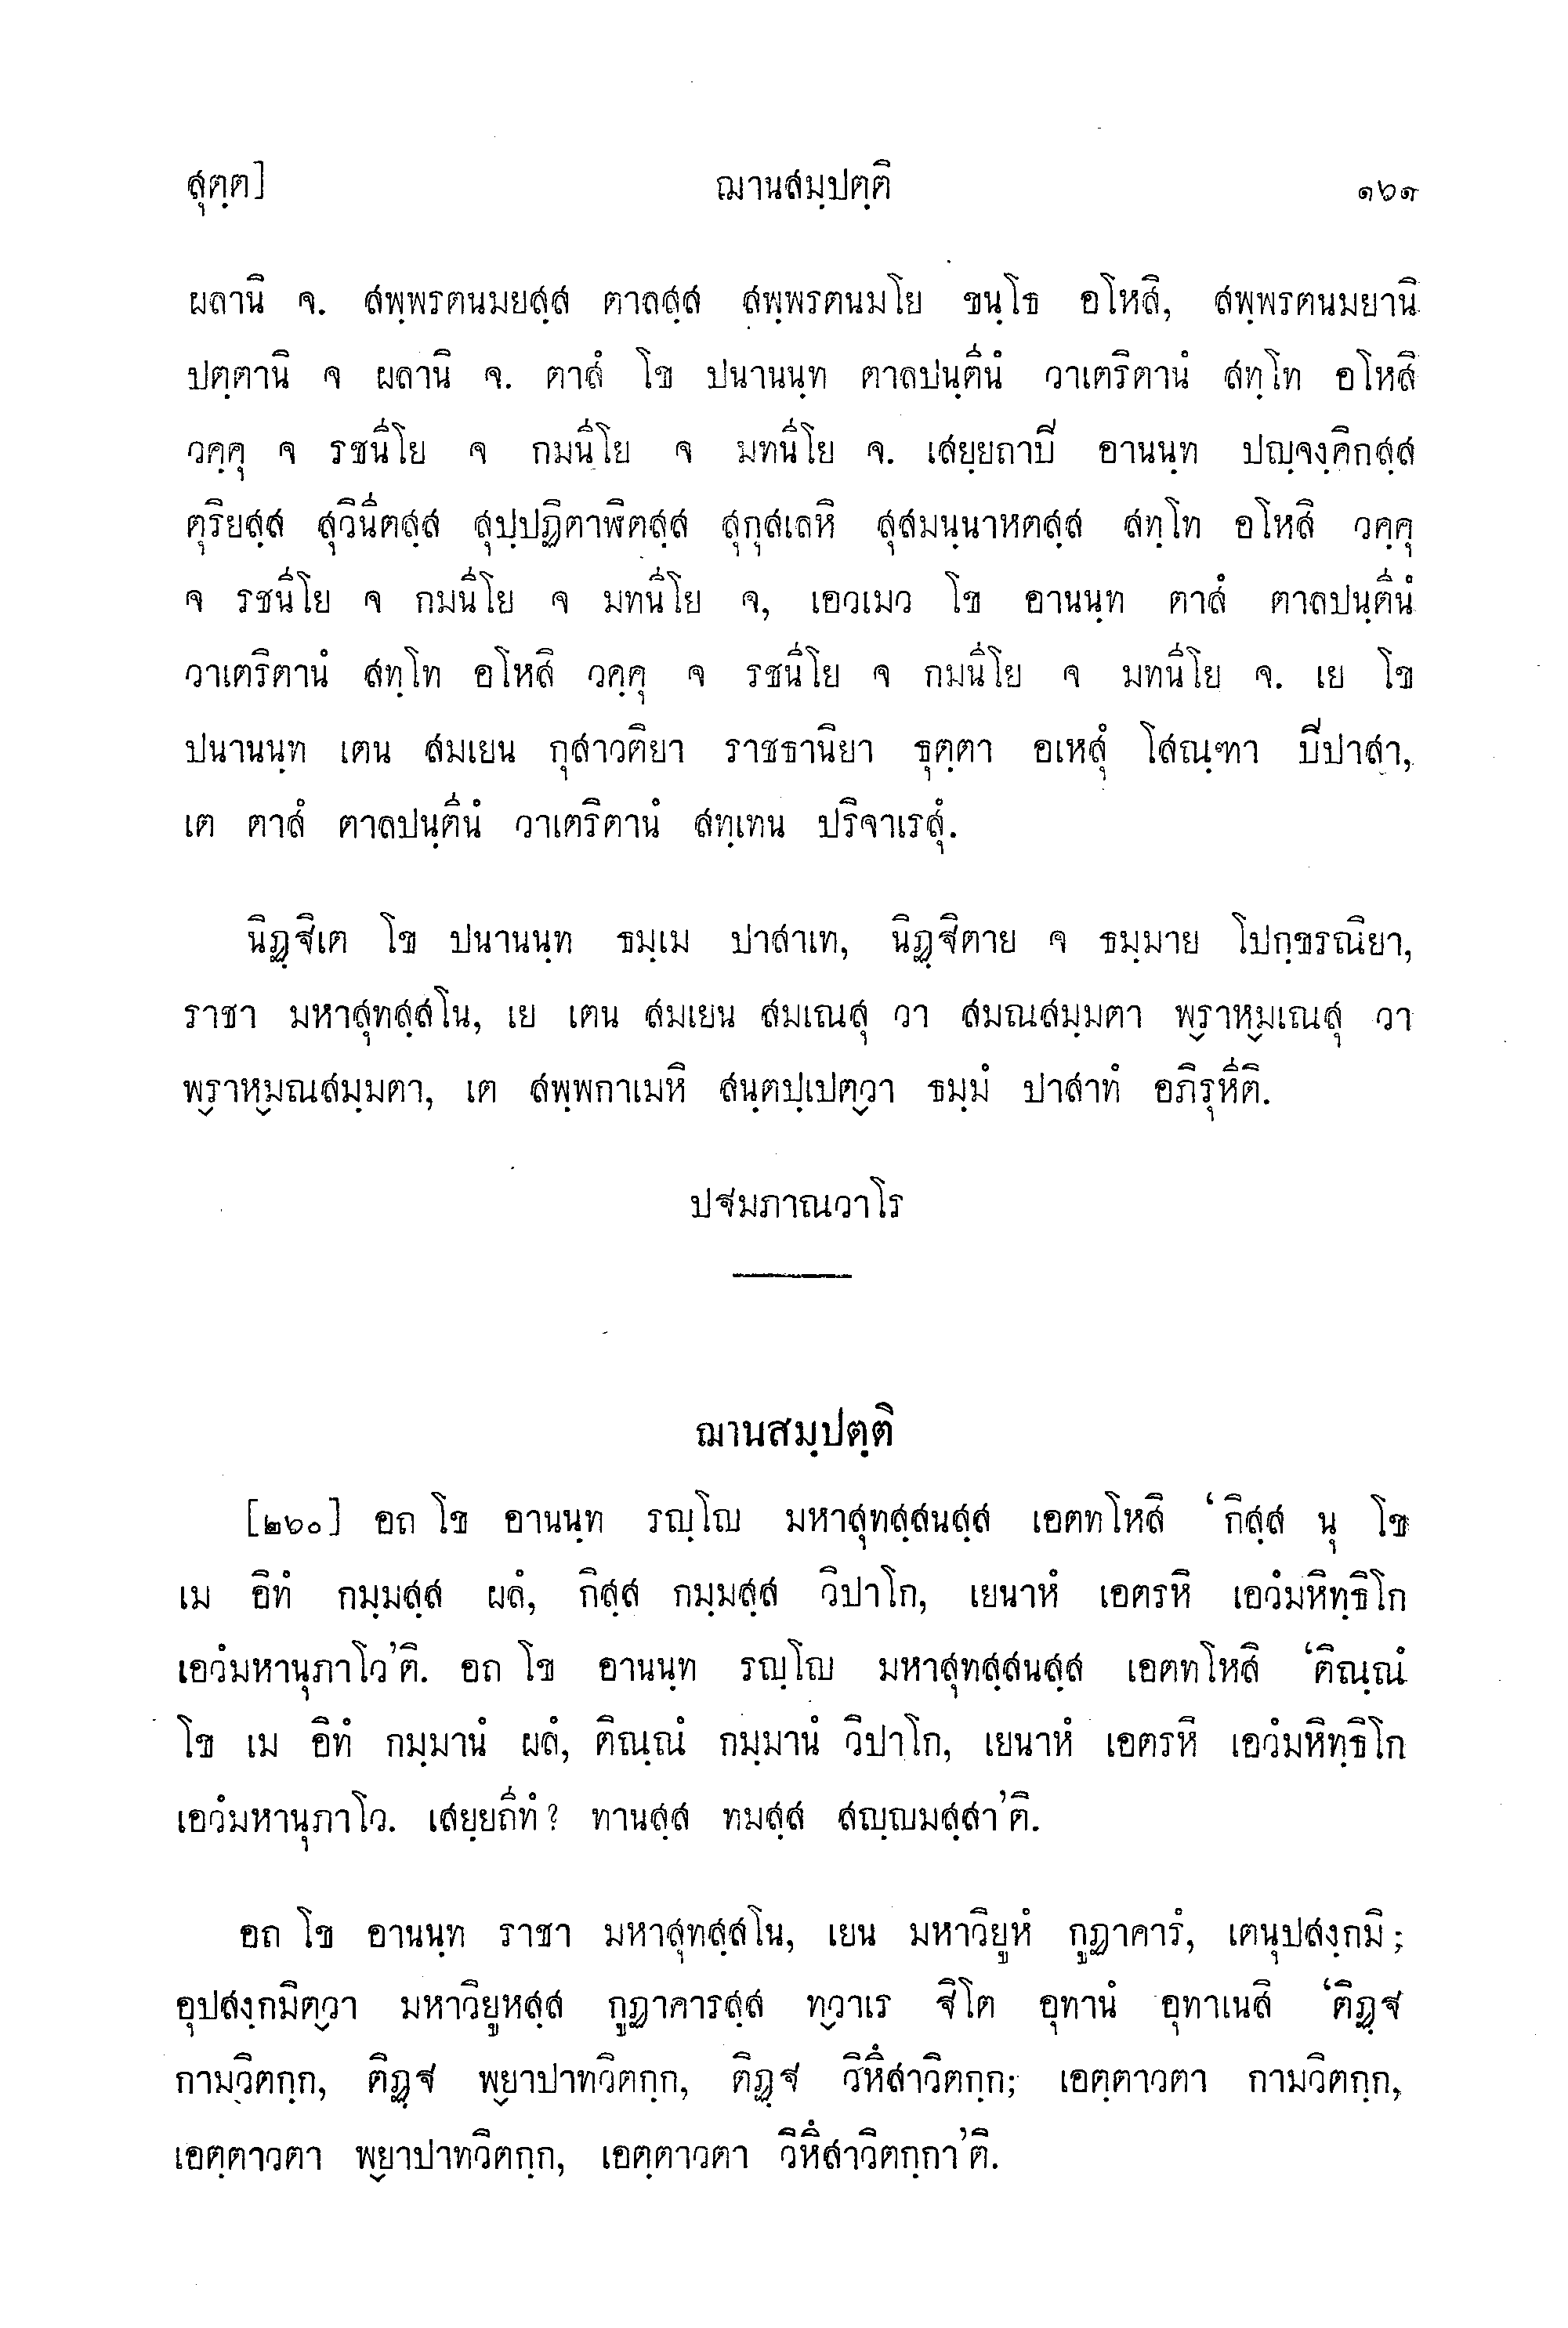 สุตฺต] ฌานสมฺปตฺติ ๑๖๑
ผลานิ จ. สพฺพรตนมยสฺส ตาลสฺส สพฺพรตนมโย ขนฺโธ อโหสิ, สพฺพรตนมยานิ
ปตฺตานิ จ ผลานิ จ. ตาสํ โข ปนานนฺท ตาลปนฺตีนํ วาเตริตานํ สทฺโท อโหสิ
วคฺคุ จ รชนีโย จ กมนีโย จ มทนีโย จ. เสยฺยถาปี อานนฺท ปญฺจงฺคิกสฺส
ตุริยสฺส สุวินีตสฺส สุปฺปฏิตาฬิตสฺส สุกุสเลหิ สุสมนฺนาหตสฺส สทฺโท อโหสิ วคฺคุ
จ รชนีโย จ กมนีโย จ มทนีโย จ, เอวเมว โข อานนฺท ตาสํ ตาลปนฺตีนํ
วาเตริตานํ สทฺโท อโหสิ วคฺคุ จ รชนีโย จ กมนีโย จ มทนีโย จ. เย โข
ปนานนฺท เตน สมเยน กุสาวติยา ราชธานิยา ธุตฺตา อเหสุํ โสณฺฑา ปีปาสา,
เต ตาสํ ตาลปนฺตีนํ วาเตริตานํ สทฺเทน ปริจาเรสุํ.
นิฏฺฐิเต โข ปนานนฺท ธมฺเม ปาสาเท, นิฏฺฐิตาย จ ธมฺมาย โปกฺขรณิยา,
ราชา มหาสุทสฺสโน, เย เตน สมเยน สมเณสุ วา สมณสมฺมตา พฺราหฺมเณสุ วา
พฺราหฺมณสมฺมตา, เต สพฺพกาเมหิ สนฺตปฺเปตฺวา ธมฺมํ ปาสาทํ อภิรุหีติ.
ปฐมภาณวาโร
ฌานสมฺปตฺติ
[๒๖๐] อถ โข อานนฺท รญฺโญ มหาสุทสฺสนสฺส เอตทโหสิ ‘กิสฺส นุ โข
เม อิทํ กมฺมสฺส ผลํ, กิสฺส กมฺมสฺส วิปาโก, เยนาหํ เอตรหิ เอวํมหิทฺธิโก
เอวํมหานุภาโว’ติ. อถ โข อานนฺท รญฺโญ มหาสุทสฺสนสฺส เอตทโหสิ ‘ติณฺณํ
โข เม อิทํ กมฺมานํ ผลํ, ติณฺณํ กมฺมานํ วิปาโก, เยนาหํ เอตรหิ เอวํมหิทฺธิโก
เอวํมหานุภาโว. เสยฺยถีทํ? ทานสฺส ทมสฺส สญฺญมสฺสา’ติ.
อถ โข อานนฺท ราชา มหาสุทสฺสโน, เยน มหาวิยูหํ กูฏาคารํ, เตนุปสงฺกมิ;
อุปสงฺกมิตฺวา มหาวิยูหสฺส กูฏาคารสฺส ทฺวาเร ฐิโต อุทานํ อุทาเนสิ ‘ติฏฺฐ
กามวิตกฺก, ติฏฺฐ พฺยาปาทวิตกฺก, ติฏฺฐ วิหึสาวิตกฺก; เอตฺตาวตา กามวิตกฺก,
เอตฺตาวตา พฺยาปาทวิตกฺก, เอตฺตาวตา วิหึสาวิตกฺกา’ติ.